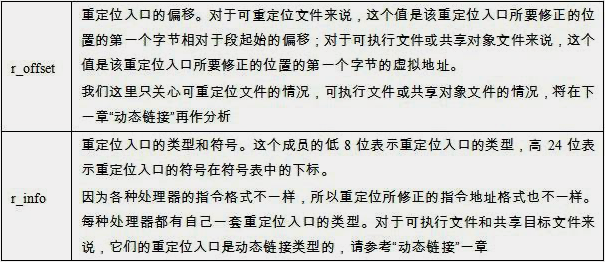 r_offset
重定位入口的偏移。对于可重定位文件来说，这个值是该重定位入口所要修正的位
置的第一个字节相对于段起始的偏移；对于可执行文件或共享对象文件来说，这个
值是该重定位入口所要修正的位置的第一个字节的虚拟地址。
我们这里只关心可重定位文件的情况，可执行文件或共享对象文件的情况，将在下
一章“动态链接”再作分析
r_info
重定位入口的类型和符号。这个成员的低 8 位表示重定位入口的类型，高 24 位表
示重定位入口的符号在符号表中的下标。
因为各种处理器的指令格式不一样，所以重定位所修正的指令地址格式也不一样。
每种处理器都有自己一套重定位入口的类型。对于可执行文件和共享目标文件来
说，它们的重定位入口是动态链接类型的，请参考“动态链接”一章